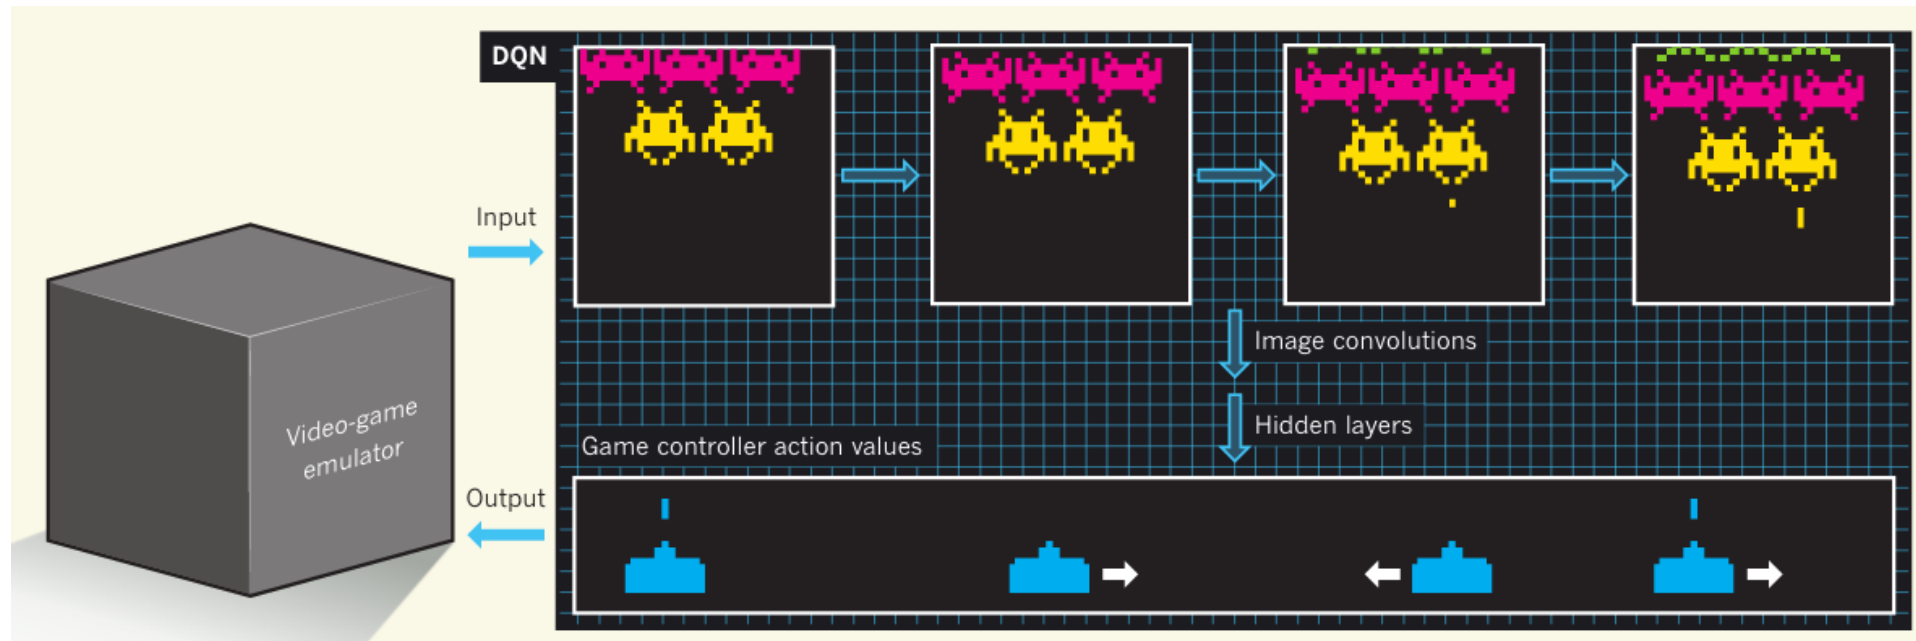 DQN
Input
Image convolutions
Hidden layers
Game controller action values
Video-game
emulator
Output